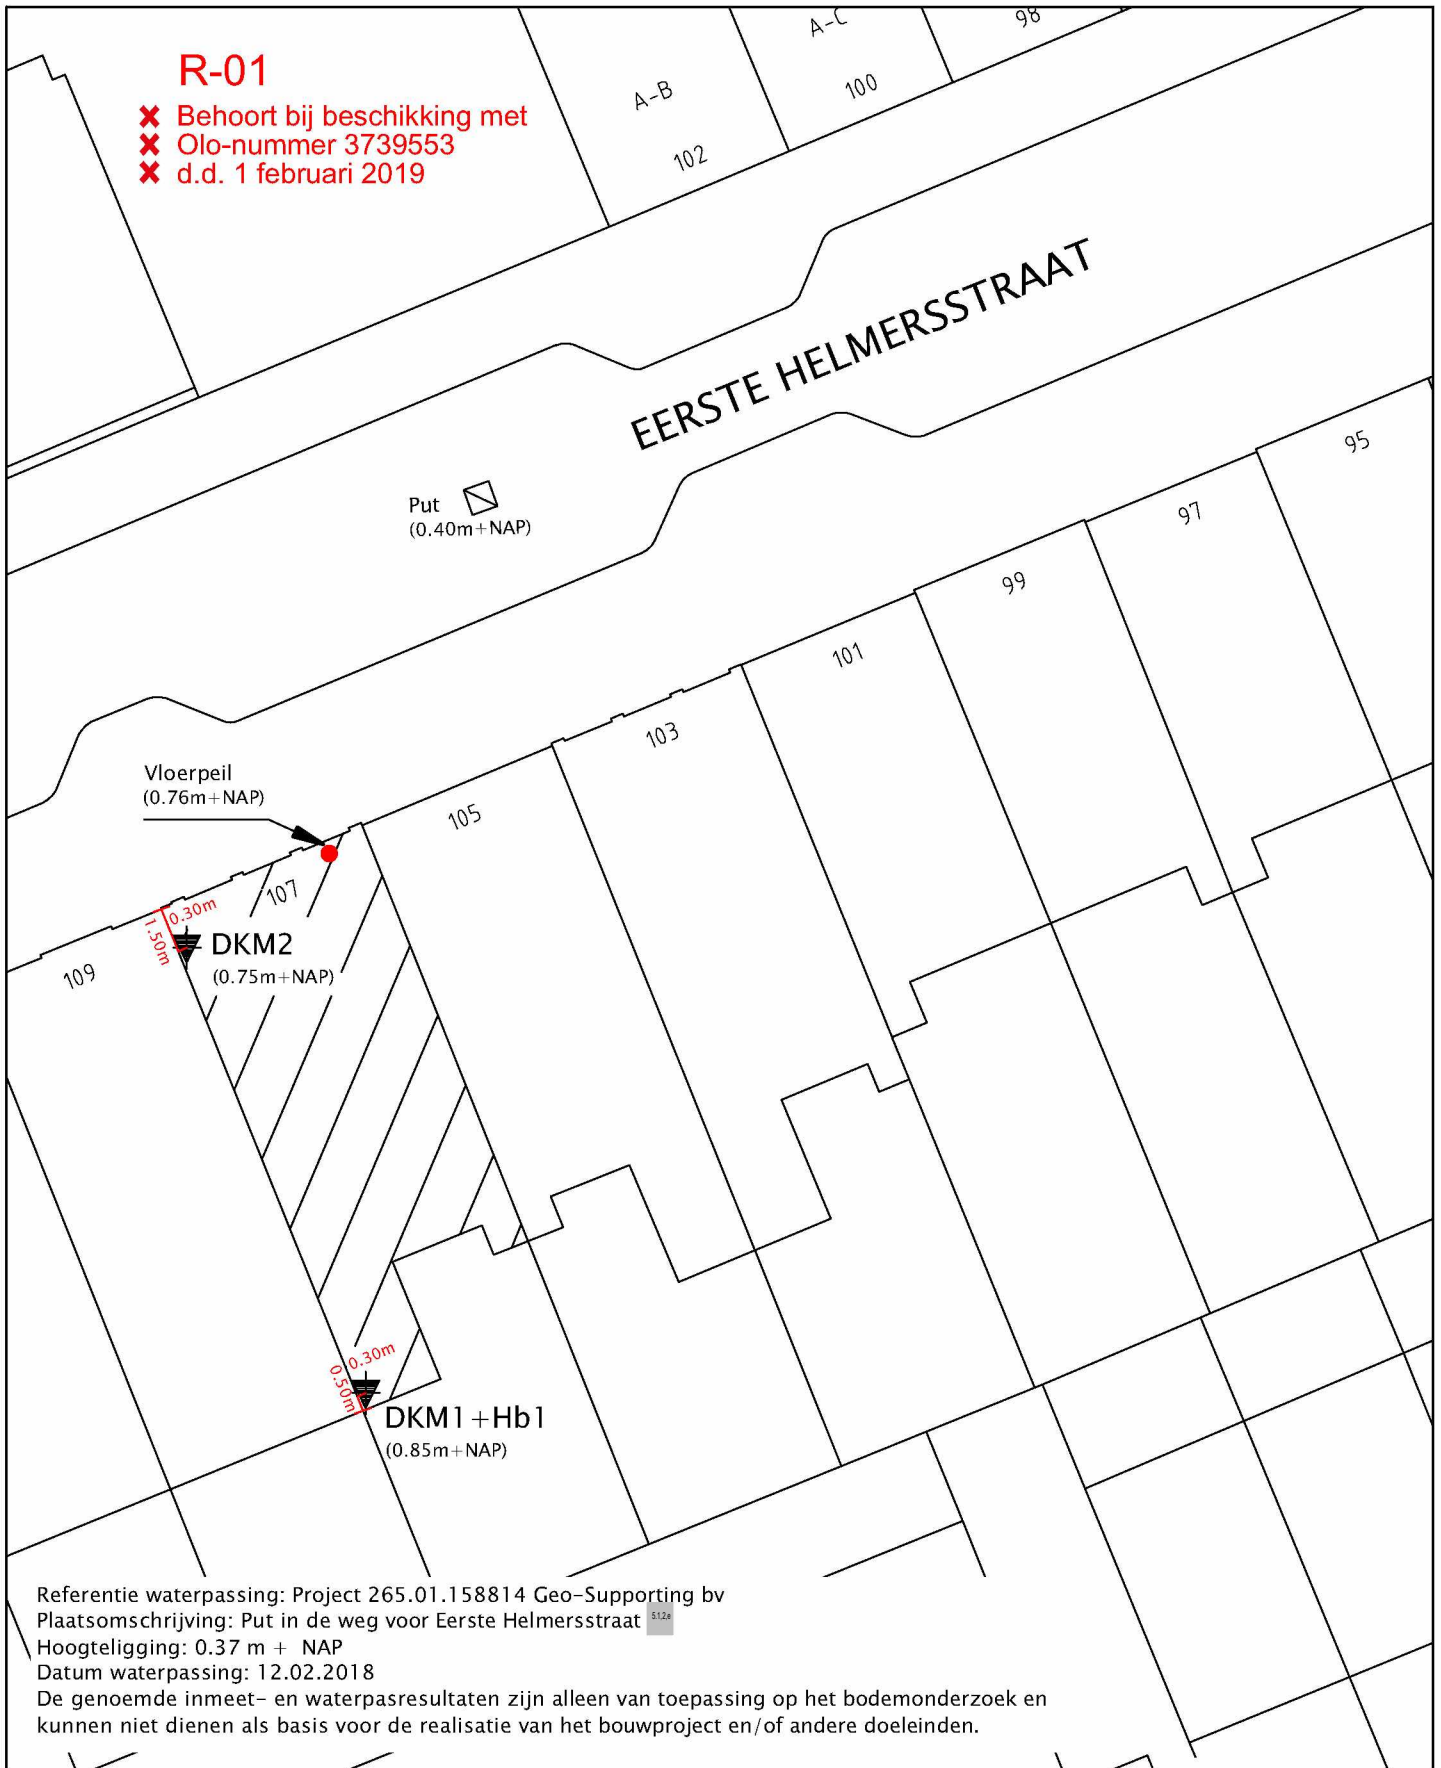 R-01
Behoort bij beschikking met
Olo-nummer 3739553
d.d. 1 februari 2019
A-B
102
A-C
100
98
EERSTE HELMERSSTRAAT
Put
(0.40m+NAP)
95
97
99
101
103
105
Vloerpeil
(0.76m+NAP)
107
109
0.30m
1.50m
DKM2
(0.75m+NAP)
0.30m
0.50m
DKM1+Hb1
(0.85m+NAP)
Referentie waterpassing: Project 265.01.158814 Geo-Supporting bv
Plaatsomschrijving: Put in de weg voor Eerste Helmersstraat 5.1.2.e
Hoogteligging: 0.37 m + NAP
Datum waterpassing: 12.02.2018
De genoemde inmeet- en waterpasresultaten zijn alleen van toepassing op het bodemonderzoek en
kunnen niet dienen als basis voor de realisatie van het bouwproject en/of andere doeleinden.